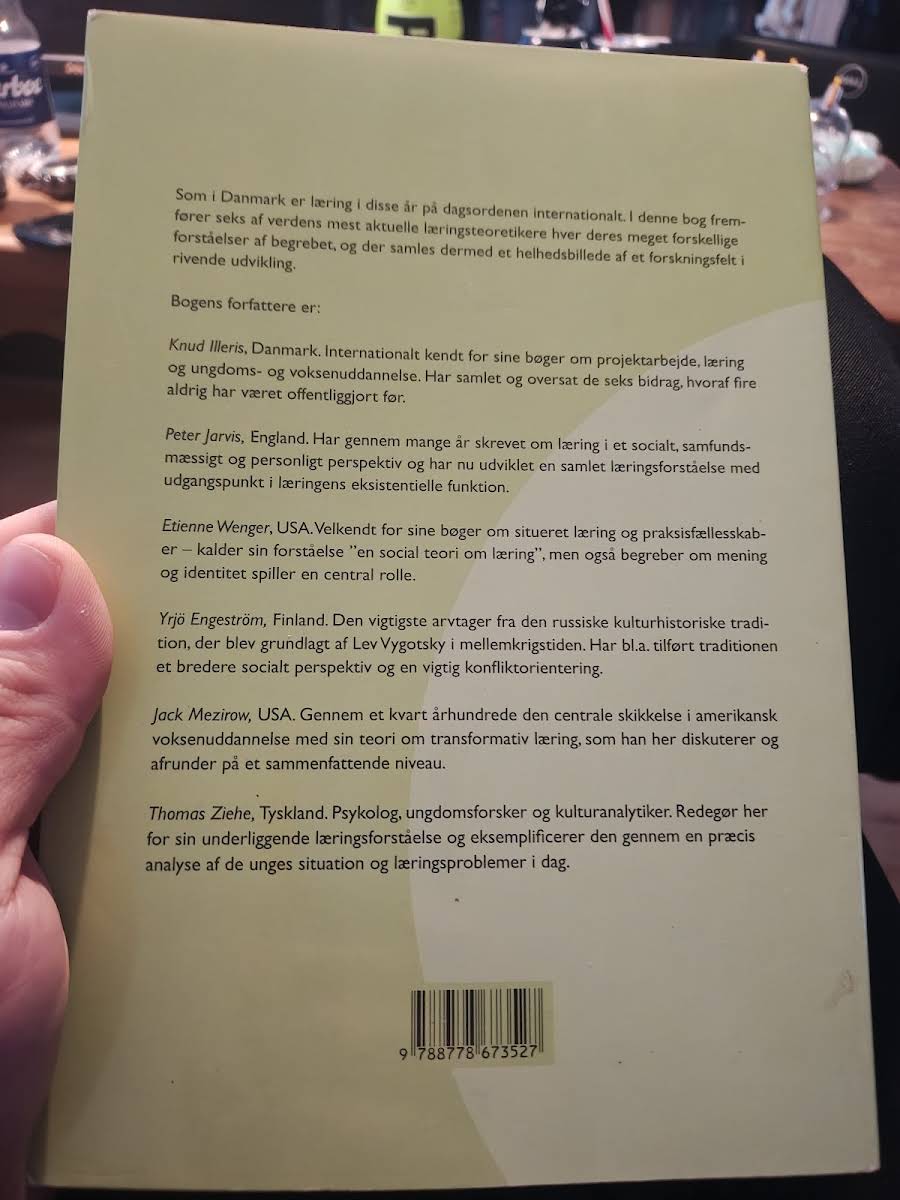 Som i Danmark er læring i disse år på dagsordenen internationalt. I denne bog frem-
fører seks af verdens mest aktuelle læringsteoretikere hver deres meget forskellige
forståelser af begrebet, og der samles dermed et helhedsbillede af et forskningsfelt i
rivende udvikling.
Bogens forfattere er:
Knud Illeris, Danmark. Internationalt kendt for sine bøger om projektarbejde, læring
og ungdoms- og voksenuddannelse. Har samlet og oversat de seks bidrag, hvoraf fire
aldrig har været offentliggjort før.
Peter Jarvis, England. Har gennem mange år skrevet om læring i et socialt, samfunds-
mæssigt og personligt perspektiv og har nu udviklet en samlet læringsforståelse med
udgangspunkt i læringens eksistentielle funktion.
Etienne Wenger, USA. Velkendt for sine bøger om situeret læring og praksisfællesskab-
er – kalder sin forståelse ”en social teori om læring”, men også begreber om mening
og identitet spiller en central rolle.
Yrjö Engeström, Finland. Den vigtigste arvtager fra den russiske kulturhistoriske tradi-
tion, der blev grundlagt af Lev Vygotsky i mellemkrigstiden. Har bl.a. tilført traditionen
et bredere socialt perspektiv og en vigtig konfliktorientering.
Jack Mezirow, USA. Gennem et kvart århundrede den centrale skikkelse i amerikansk
voksenuddannelse med sin teori om transformativ læring, som han her diskuterer og
afrunder på et sammenfattende niveau.
Thomas Ziehe, Tyskland. Psykolog, ungdomsforsker og kulturanalytiker. Redegør her
for sin underliggende læringsforståelse og eksemplificerer den gennem en præcis
analyse af de unges situation og læringsproblemer i dag.
9 788778 673527